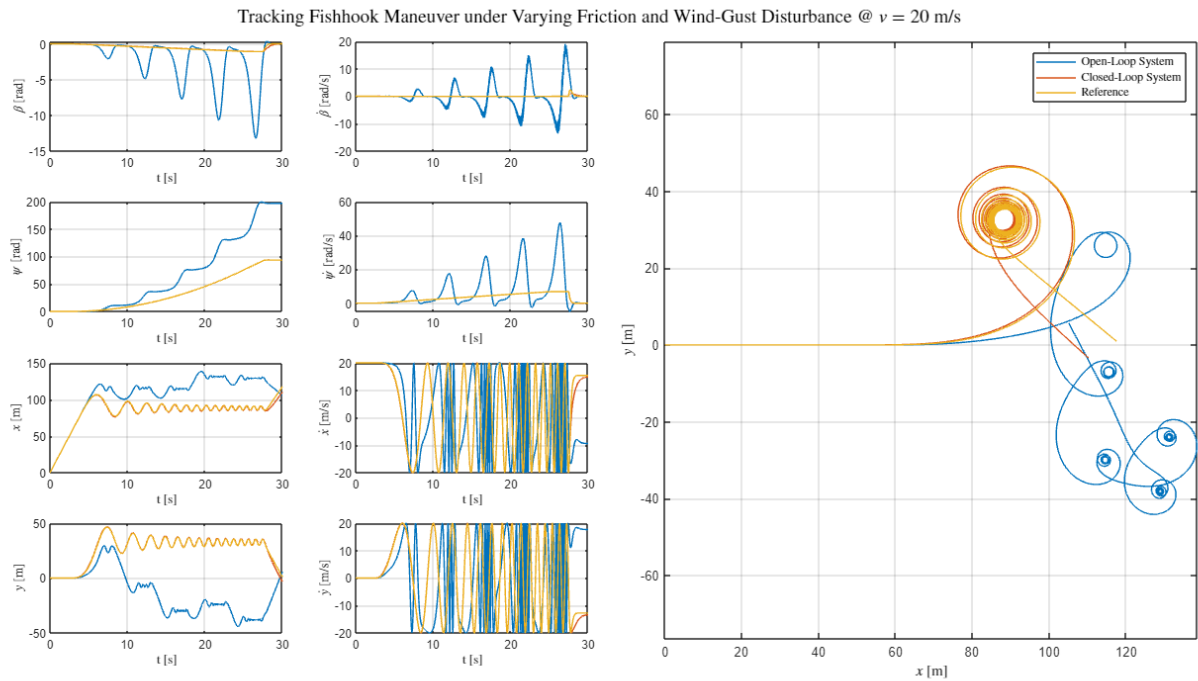 Tracking Fishhook Maneuver under Varying Friction and Wind-Gust Disturbance @ v = 20 m/s
0
-5
-10
-15
β [rad]
0 10 20 30
t [s]
20
10
0
-10
-20
β̇ [rad/s]
0 10 20 30
t [s]
200
150
100
50
0
ψ [rad]
0 10 20 30
t [s]
60
40
20
0
ψ̇ [rad/s]
0 10 20 30
t [s]
150
100
50
0
x [m]
0 10 20 30
t [s]
20
10
0
-10
-20
ẋ [m/s]
0 10 20 30
t [s]
50
0
-50
y [m]
0 10 20 30
t [s]
20
10
0
-10
-20
ẏ [m/s]
0 10 20 30
t [s]
Open-Loop System
Closed-Loop System
Reference
60
40
20
0
-20
-40
-60
y [m]
0 20 40 60 80 100 120
x [m]